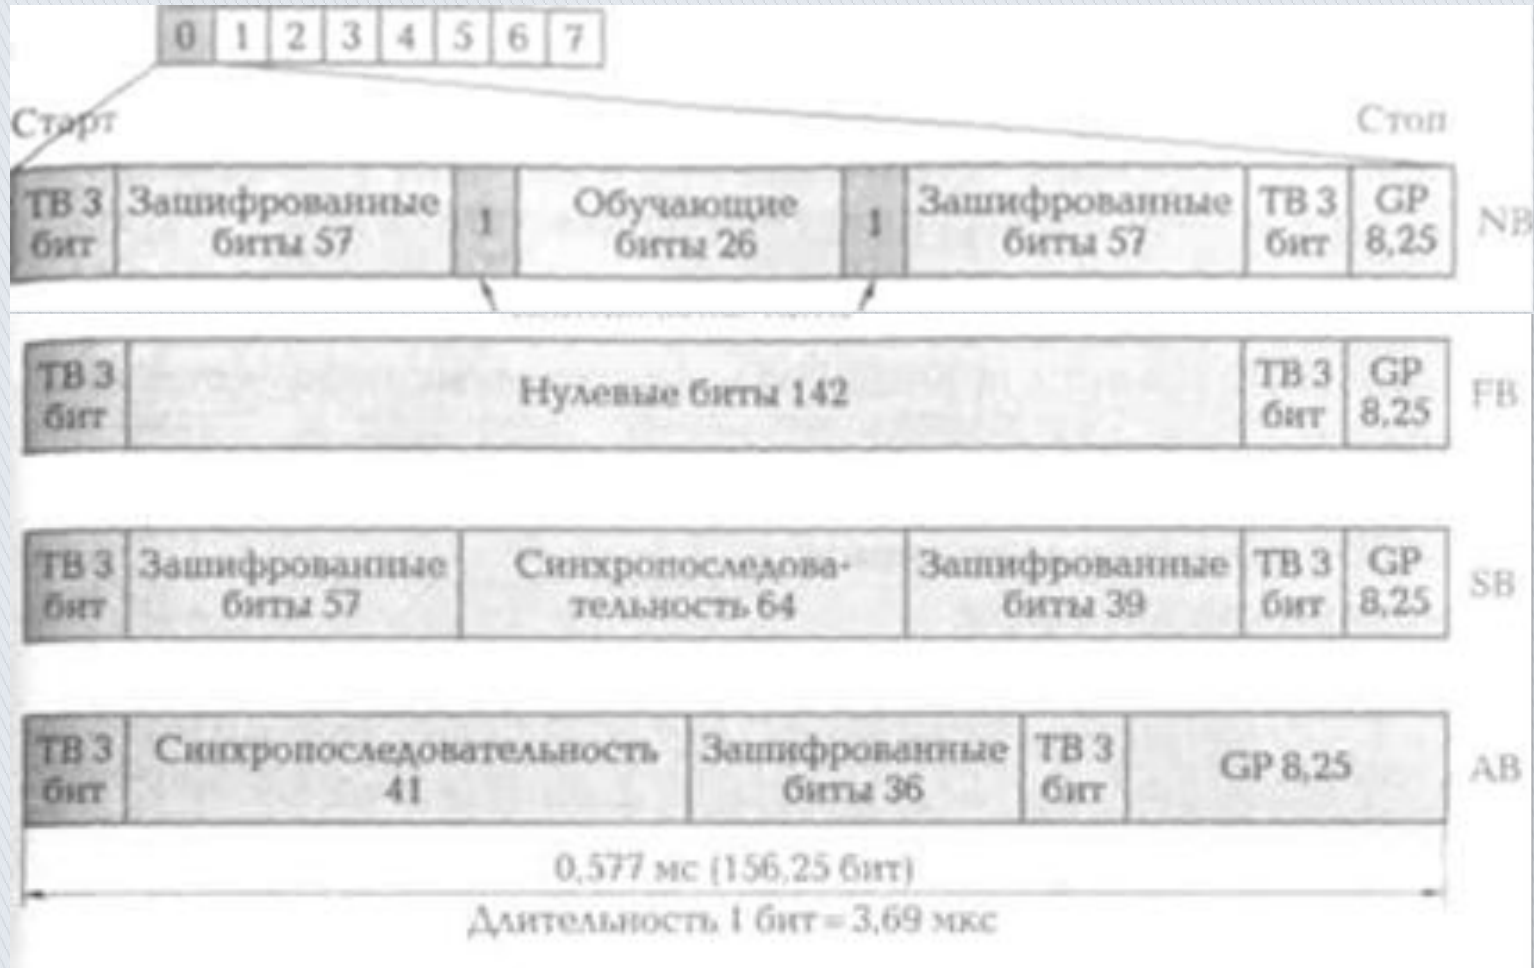 0 1 2 3 4 5 6 7
Старт
Стоп
ТВ 3 Зашифрованные 1 Обучающие 1 Зашифрованные ТВ 3 GP NB
бит биты 57 биты 26 биты 57 бит 8,25
ТВ 3 Нулевые биты 142 ТВ 3 GP FB
бит бит 8,25
ТВ 3 Зашифрованные Синхропоследова- Зашифрованные ТВ 3 GP SB
бит биты 57 тельность 64 биты 39 бит 8,25
ТВ 3 Синхропоследовательность Зашифрованные ТВ 3 GP 8,25 AB
бит 41 биты 36 бит
0,577 мс (156,25 бит)
Длительность 1 бит = 3,69 мкс